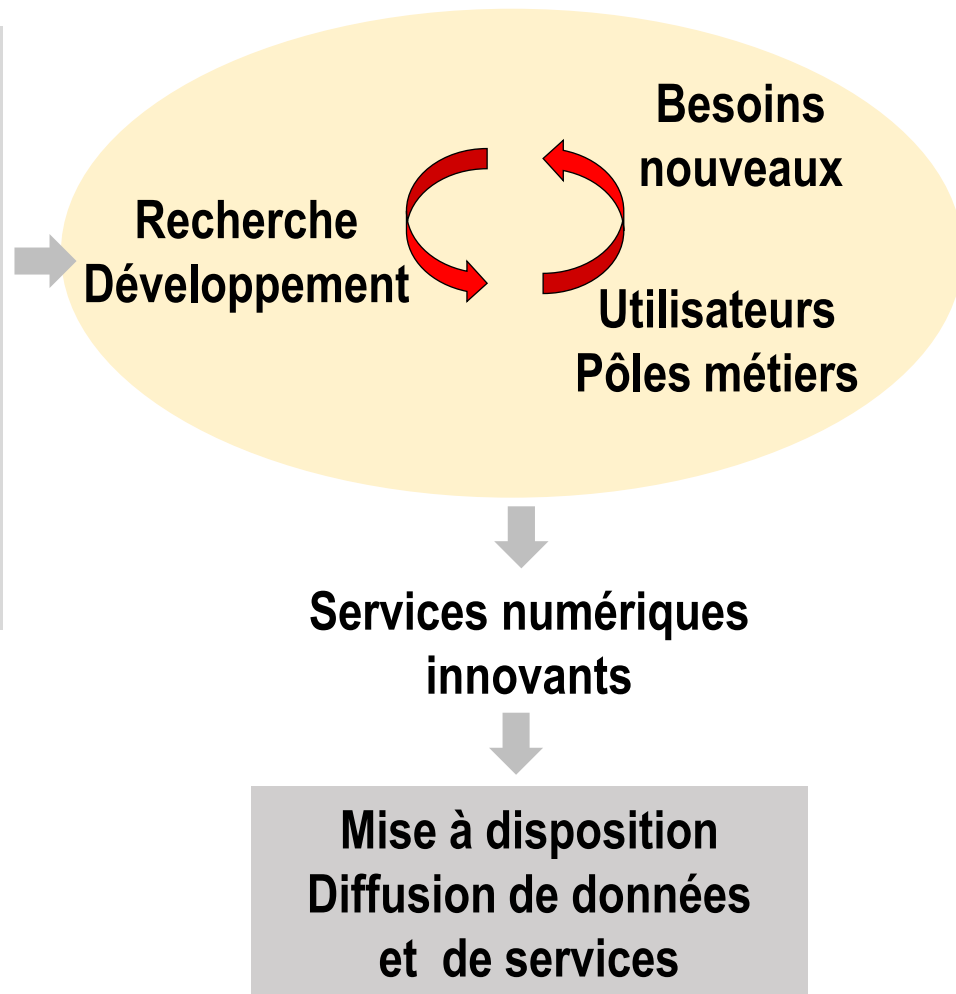 Besoins
nouveaux
Recherche
Développement
Utilisateurs
Pôles métiers
Services numériques
innovants
Mise à disposition
Diffusion de données
et  de services